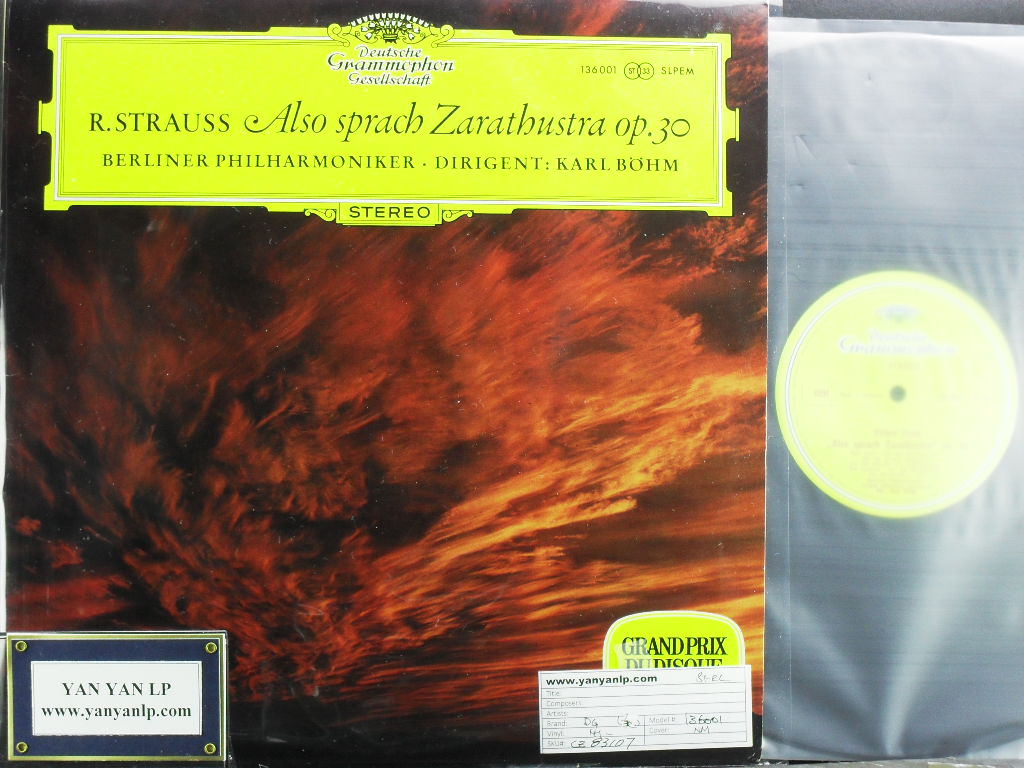 Deutsche
Grammophon
Gesellschaft
136001 ST 33 SLPEM
R. STRAUSS Also sprach Zarathustra op. 30
BERLINER PHILHARMONIKER · DIRIGENT: KARL BÖHM
STEREO
Deutsche
Grammophon
GRAND PRIX
DU DISQUE
www.yanyanlp.com
Title:
Composers:
Artists:
Brand: DG Model #: 136001
Vinyl: Cover: NM
SKU#:
YAN YAN LP
www.yanyanlp.com